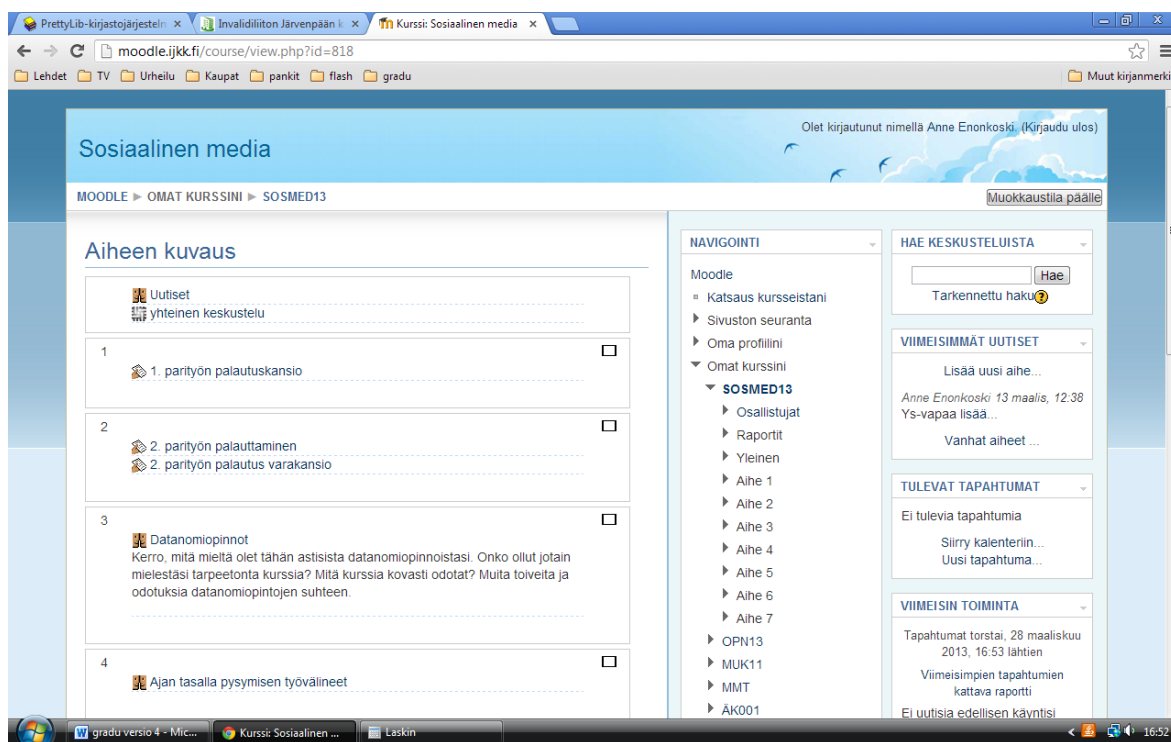 PrettyLib-kirjastojärjesteln
Invalidiliiton Järvenpään k
Kurssi: Sosiaalinen media
moodle.ijkk.fi/course/view.php?id=818
Lehdet TV Urheilu Kaupat pankit flash gradu
Muut kirjanmerki
Olet kirjautunut nimellä Anne Enonkoski. (Kirjaudu ulos)
Sosiaalinen media
MOODLE ► OMAT KURSSINI ► SOSMED13
Muokkaustila päälle
Aiheen kuvaus
Uutiset
yhteinen keskustelu
1
1. parityön palautuskansio
2
2. parityön palauttaminen
2. parityön palautus varakansio
3
Datanomiopinnot
Kerro, mitä mieltä olet tähän astisista datanomiopinnoistasi. Onko ollut jotain
mielestäsi tarpeetonta kurssia? Mitä kurssia kovasti odotat? Muita toiveita ja
odotuksia datanomiopintojen suhteen.
4
Ajan tasalla pysymisen työvälineet
NAVIGOINTI
Moodle
Katsaus kursseistani
Sivuston seuranta
Oma profiilini
Omat kurssini
SOSMED13
Osallistujat
Raportit
Yleinen
Aihe 1
Aihe 2
Aihe 3
Aihe 4
Aihe 5
Aihe 6
Aihe 7
OPN13
MUK11
MMT
ÄK001
HAE KESKUSTELUISTA
Hae
Tarkennettu haku
VIIMEISIMMÄT UUTISET
Lisää uusi aihe...
Anne Enonkoski 13 maalis, 12:38
Ys-vapaa lisää...
Vanhat aiheet ...
TULEVAT TAPAHTUMAT
Ei tulevia tapahtumia
Siirry kalenteriin...
Uusi tapahtuma...
VIIMEISIN TOIMINTA
Tapahtumat torstai, 28 maaliskuu
2013, 16:53 lähtien
Viimeisimpien tapahtumien
kattava raportti
Ei uutisia edellisen käyntisi
gradu versio 4 - Mic...
Kurssi: Sosiaalinen ...
Laskin
16:52